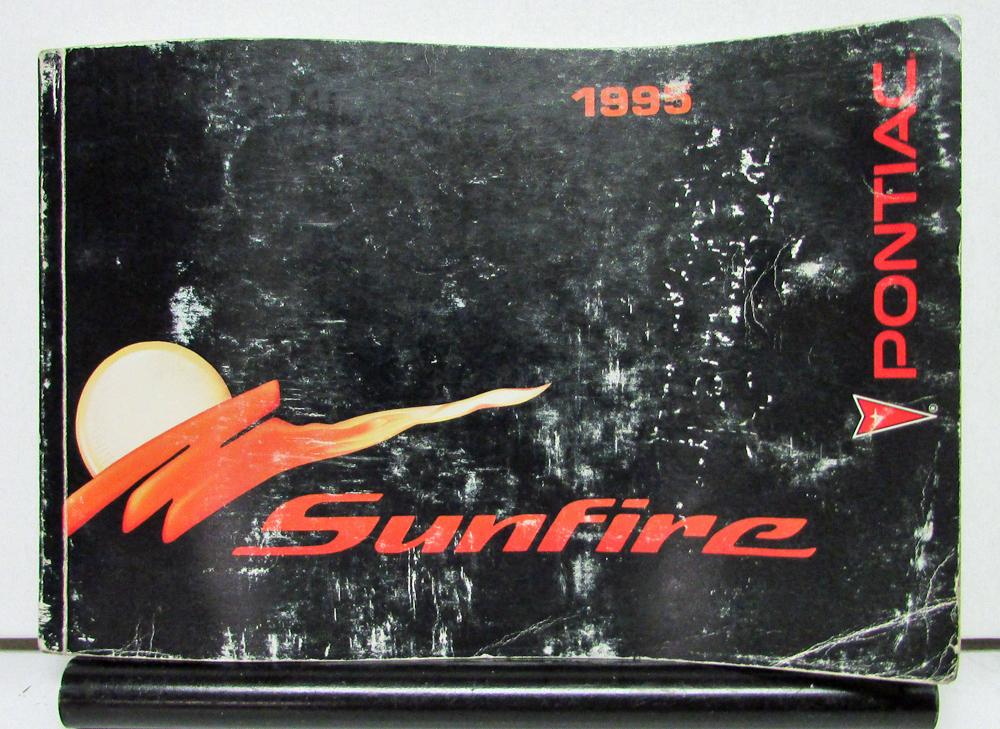 1995
PONTIAC
®
Sunfire